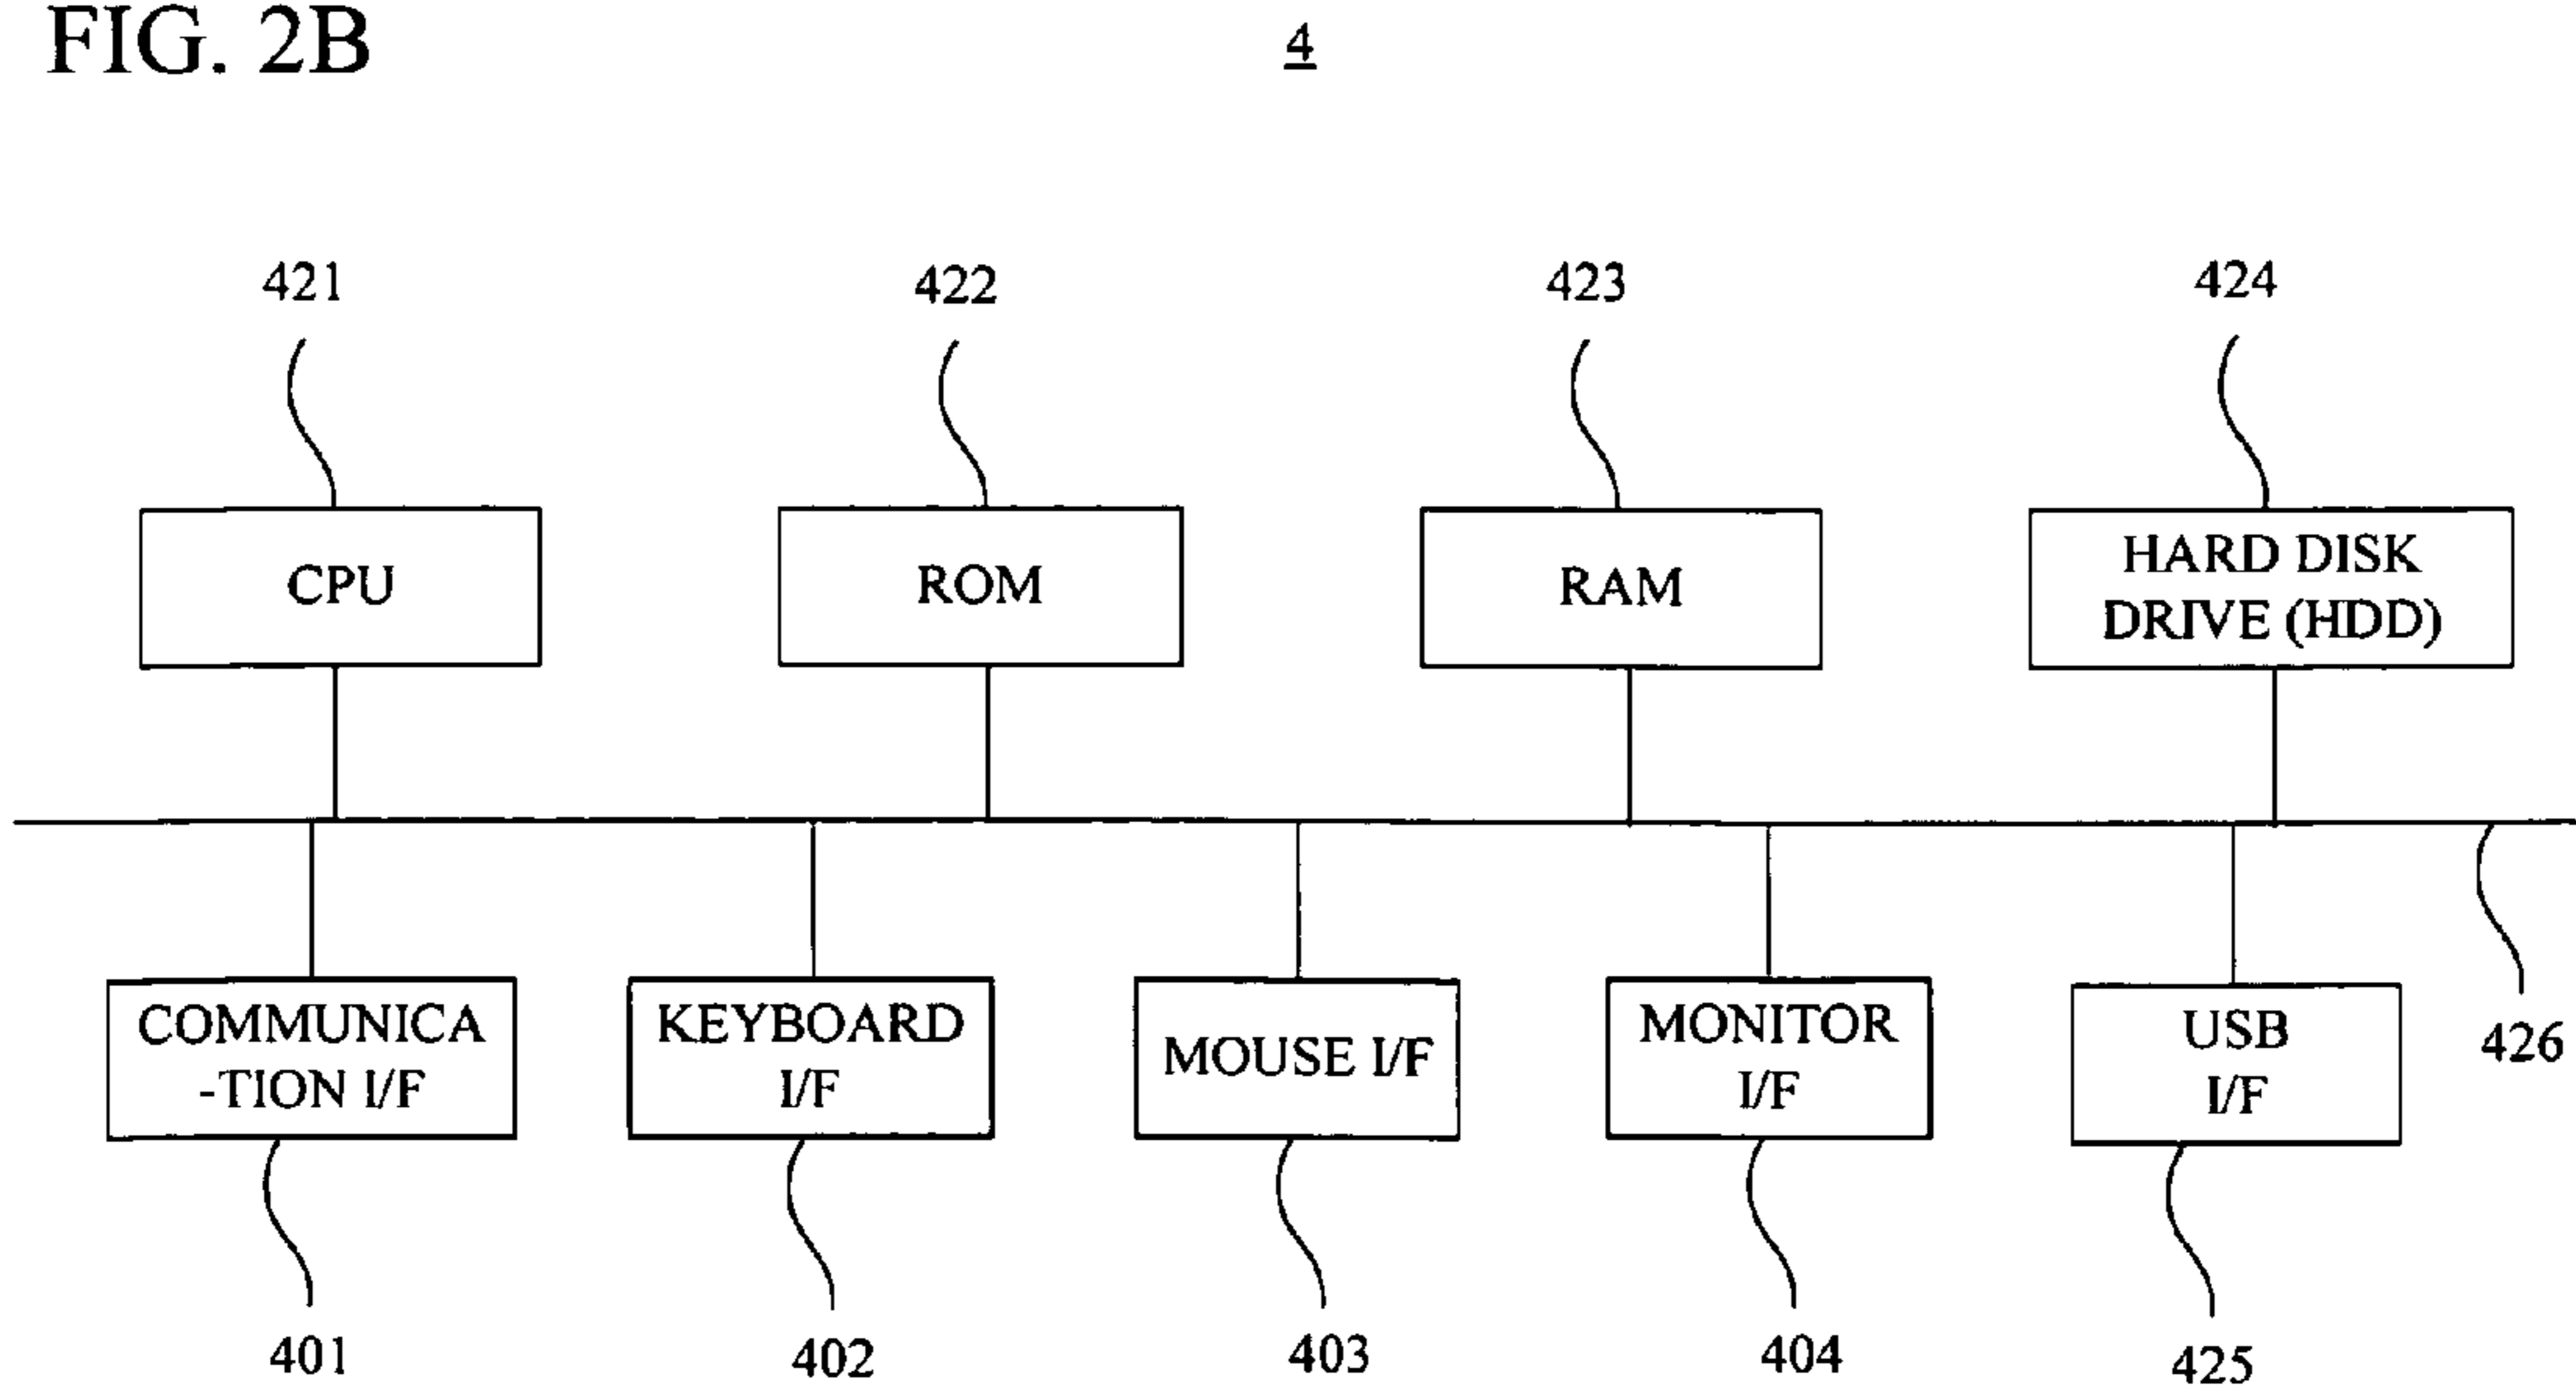 FIG. 2B
4
421
422
423
424
CPU
ROM
RAM
HARD DISK
DRIVE (HDD)
COMMUNICA
-TION I/F
KEYBOARD
I/F
MOUSE I/F
MONITOR
I/F
USB
I/F
426
401
402
403
404
425